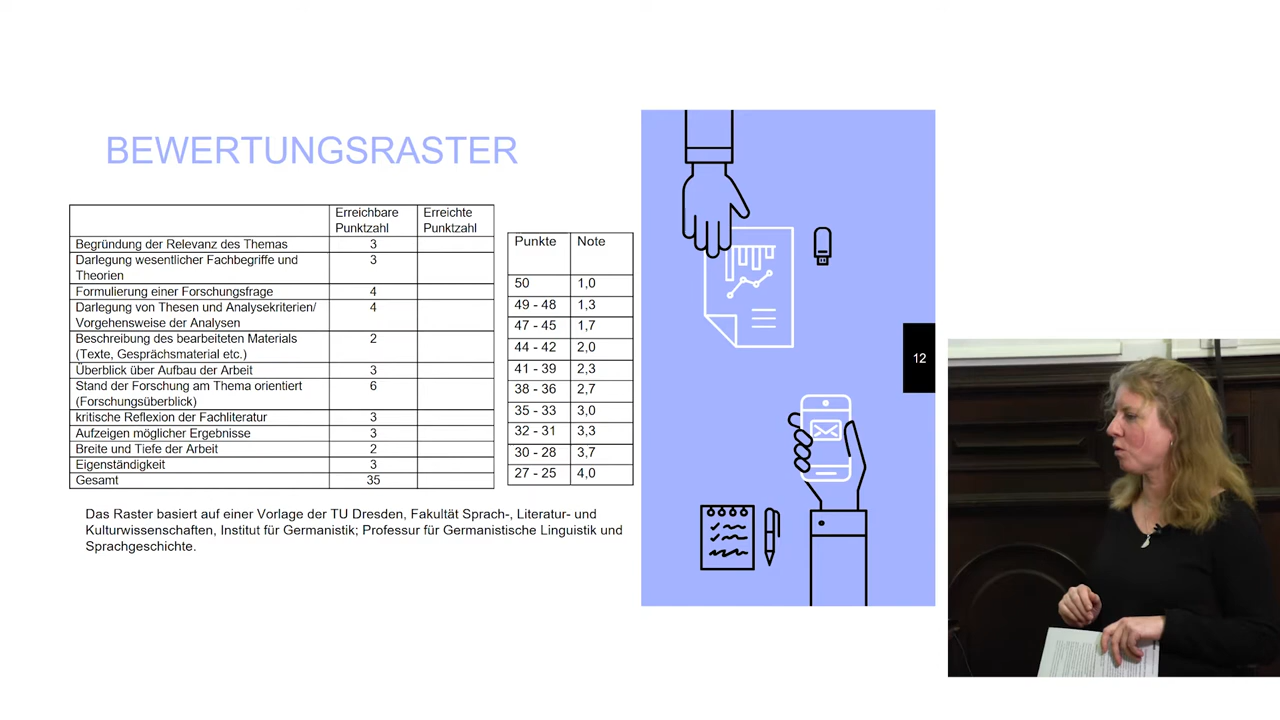 BEWERTUNGSRASTER
Erreichbare Erreichte
Punktzahl Punktzahl
Begründung der Relevanz des Themas 3
Darlegung wesentlicher Fachbegriffe und 3
Theorien
Formulierung einer Forschungsfrage 4
Darlegung von Thesen und Analysekriterien/ 4
Vorgehensweise der Analysen
Beschreibung des bearbeiteten Materials 2
(Texte, Gesprächsmaterial etc.)
Überblick über Aufbau der Arbeit 3
Stand der Forschung am Thema orientiert 6
(Forschungsüberblick)
kritische Reflexion der Fachliteratur 3
Aufzeigen möglicher Ergebnisse 3
Breite und Tiefe der Arbeit 2
Eigenständigkeit 3
Gesamt 35
Punkte Note
50 1,0
49 - 48 1,3
47 - 45 1,7
44 - 42 2,0
41 - 39 2,3
38 - 36 2,7
35 - 33 3,0
32 - 31 3,3
30 - 28 3,7
27 - 25 4,0
Das Raster basiert auf einer Vorlage der TU Dresden, Fakultät Sprach-, Literatur- und
Kulturwissenschaften, Institut für Germanistik; Professur für Germanistische Linguistik und
Sprachgeschichte.
12